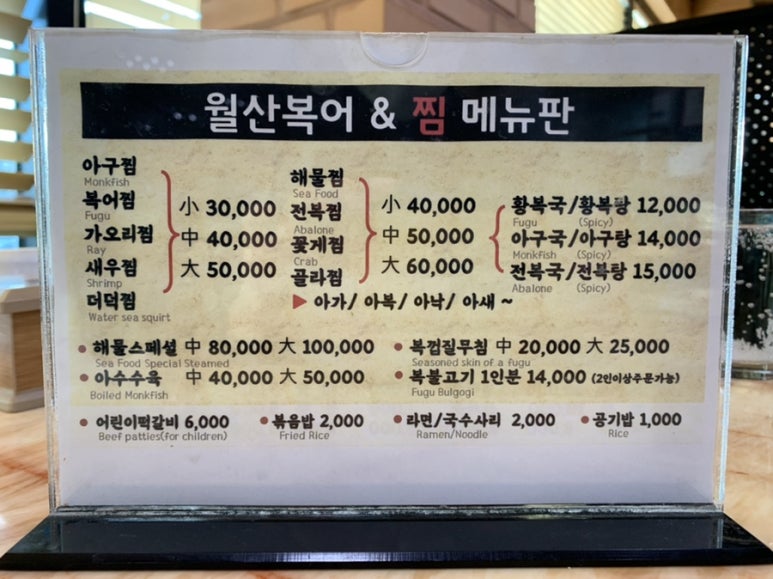 월산복어 & 찜 메뉴판
아구찜
Monkfish
복어찜
Fugu
가오리찜
Ray
새우찜
Shrimp
더덕찜
Water sea squirt
小 30,000
中 40,000
大 50,000
해물찜
Sea Food
전복찜
Abalone
꽃게찜
Crab
골라찜
小 40,000
中 50,000
大 60,000
▶ 아가/ 아복/ 아낙/ 아새 ~
황복국/황복탕 12,000
Fugu (Spicy)
아구국/아구탕 14,000
Monkfish (Spicy)
전복국/전복탕 15,000
Abalone (Spicy)
• 해물스페셜 中 80,000 大 100,000
Sea Food Special Steamed
• 아수수육 中 40,000 大 50,000
Boiled Monkfish
• 복껍질무침 中 20,000 大 25,000
Seasoned skin of a fugu
• 복불고기 1인분 14,000 (2인이상주문가능)
Fugu Bulgogi
• 어린이떡갈비 6,000
Beef patties(for children)
• 볶음밥 2,000
Fried Rice
• 라면/국수사리 2,000
Ramen/Noodle
• 공기밥 1,000
Rice